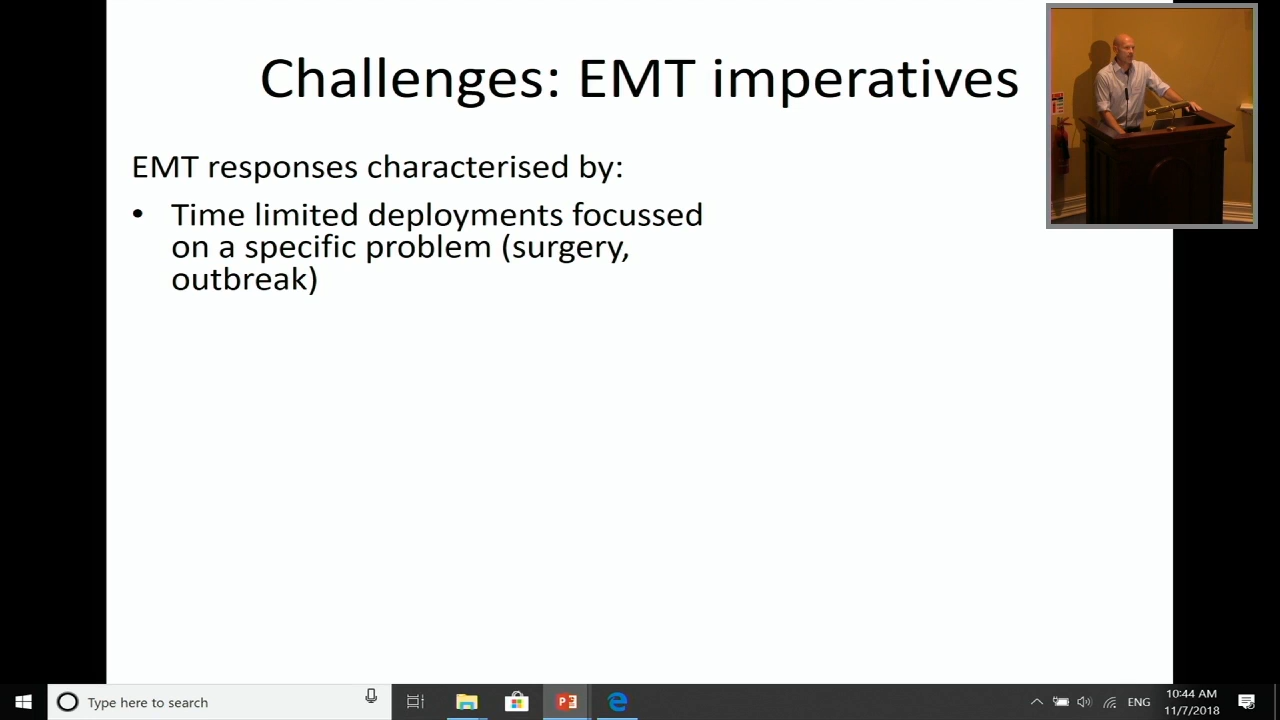 Challenges: EMT imperatives
EMT responses characterised by:
• Time limited deployments focussed
on a specific problem (surgery,
outbreak)
Type here to search
ENG
10:44 AM
11/7/2018